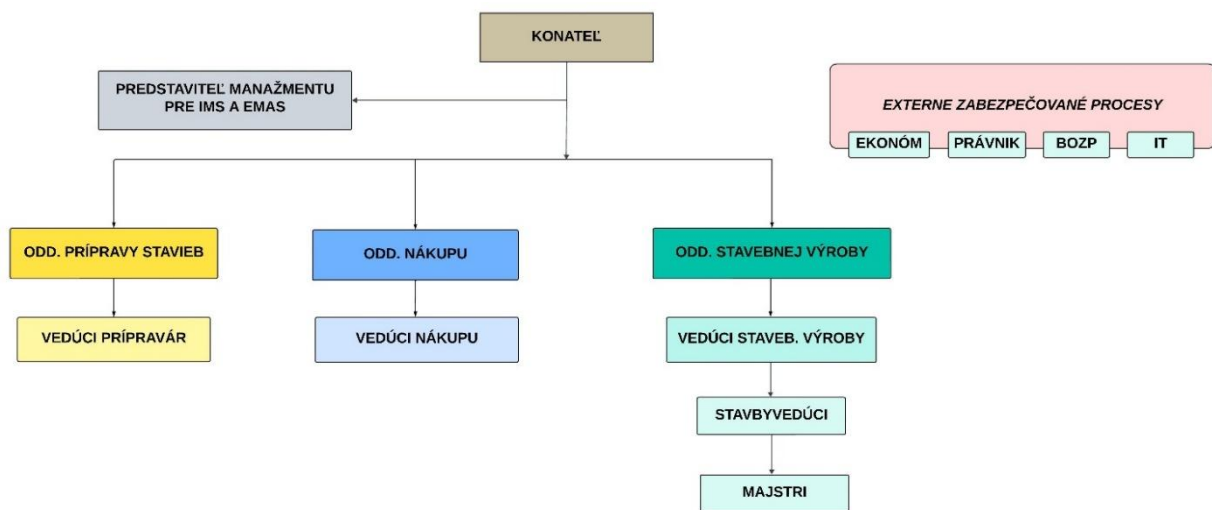 KONATEĽ
PREDSTAVITEĽ MANAŽMENTU
PRE IMS A EMAS
EXTERNE ZABEZPEČOVANÉ PROCESY
EKONÓM
PRÁVNIK
BOZP
IT
ODD. PRÍPRAVY STAVIEB
ODD. NÁKUPU
ODD. STAVEBNEJ VÝROBY
VEDÚCI PRÍPRAVÁR
VEDÚCI NÁKUPU
VEDÚCI STAVEB. VÝROBY
STAVBYVEDÚCI
MAJSTRI